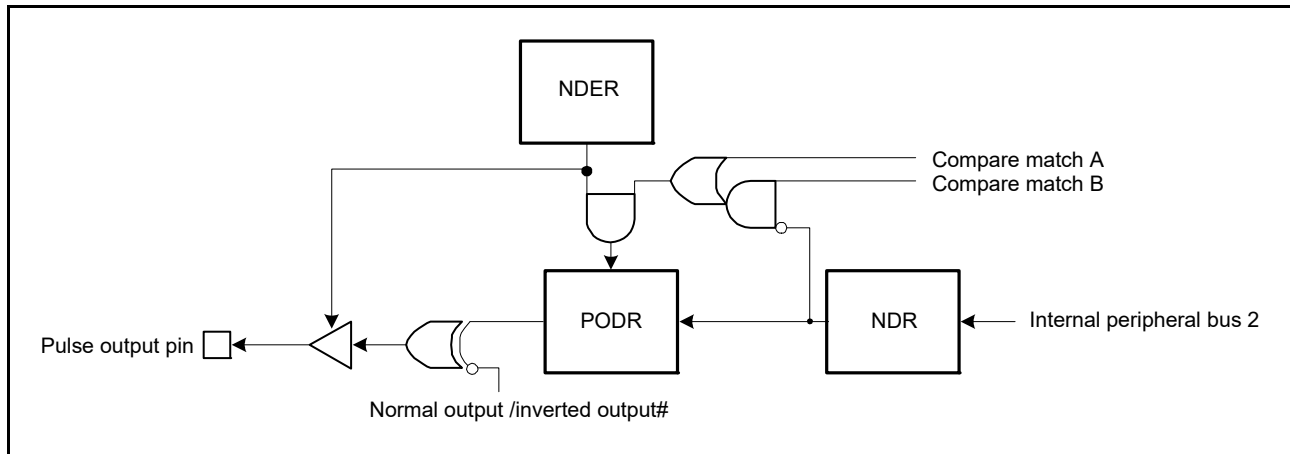 NDER
Compare match A
Compare match B
PODR
NDR
Internal peripheral bus 2
Pulse output pin
Normal output /inverted output#